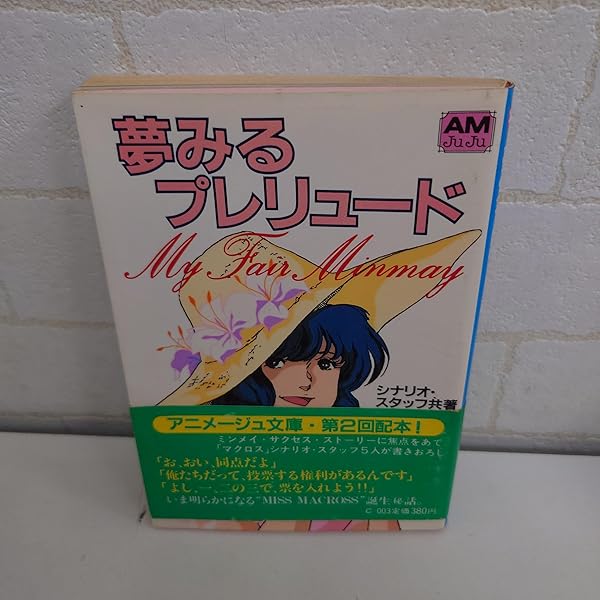 AM
JuJu
夢みる
プレリュード
My Fair Minmay
シナリオ・
スタッフ共著
アニメージュ文庫・第2回配本!
ミンメイ・サクセス・ストーリーに焦点をあて
「マクロス」シナリオ・スタッフ5人が書きおろし
「お、おい、同点だよ」
「俺たちだって、投票する権利があるんです」
「よし、一、二の三で、票を入れよう!!」
いま明らかになる“MISS MACROSS”誕生秘話。
C 003定価380円